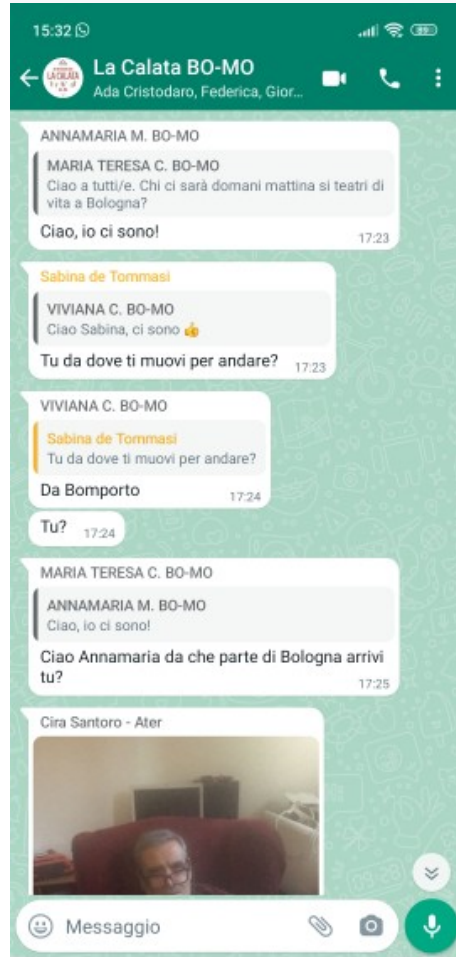 15:32
La Calata BO-MO
Ada Cristodaro, Federica, Gior...
ANNAMARIA M. BO-MO
MARIA TERESA C. BO-MO
Ciao a tutti/e. Chi ci sarà domani mattina si teatri di
vita a Bologna?
Ciao, io ci sono!
17:23
Sabina de Tommasi
VIVIANA C. BO-MO
Ciao Sabina, ci sono 👍
Tu da dove ti muovi per andare?
17:23
VIVIANA C. BO-MO
Sabina de Tommasi
Tu da dove ti muovi per andare?
Da Bomporto
17:24
Tu?
17:24
MARIA TERESA C. BO-MO
ANNAMARIA M. BO-MO
Ciao, io ci sono!
Ciao Annamaria da che parte di Bologna arrivi
tu?
17:25
Cira Santoro - Ater
Messaggio